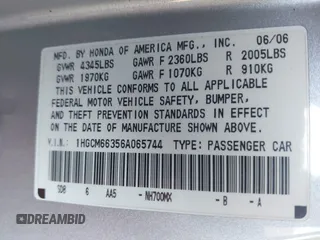 MFD. BY HONDA OF AMERICA MFG., INC. 06/06
GVWR 4345LBS GAWR F 2360LBS R 2005LBS
GVWR 1970KG GAWR F 1070KG R 910KG
THIS VEHICLE CONFORMS TO ALL APPLICABLE
FEDERAL MOTOR VEHICLE SAFETY, BUMPER,
AND THEFT PREVENTION STANDARDS IN EFFECT
ON THE DATE OF MANUFACTURE SHOWN ABOVE.
V.I.N. 1HGCM66356A065744 TYPE: PASSENGER CAR
SDB 6 AA5 - NH700MX - B - A
DREAMBID